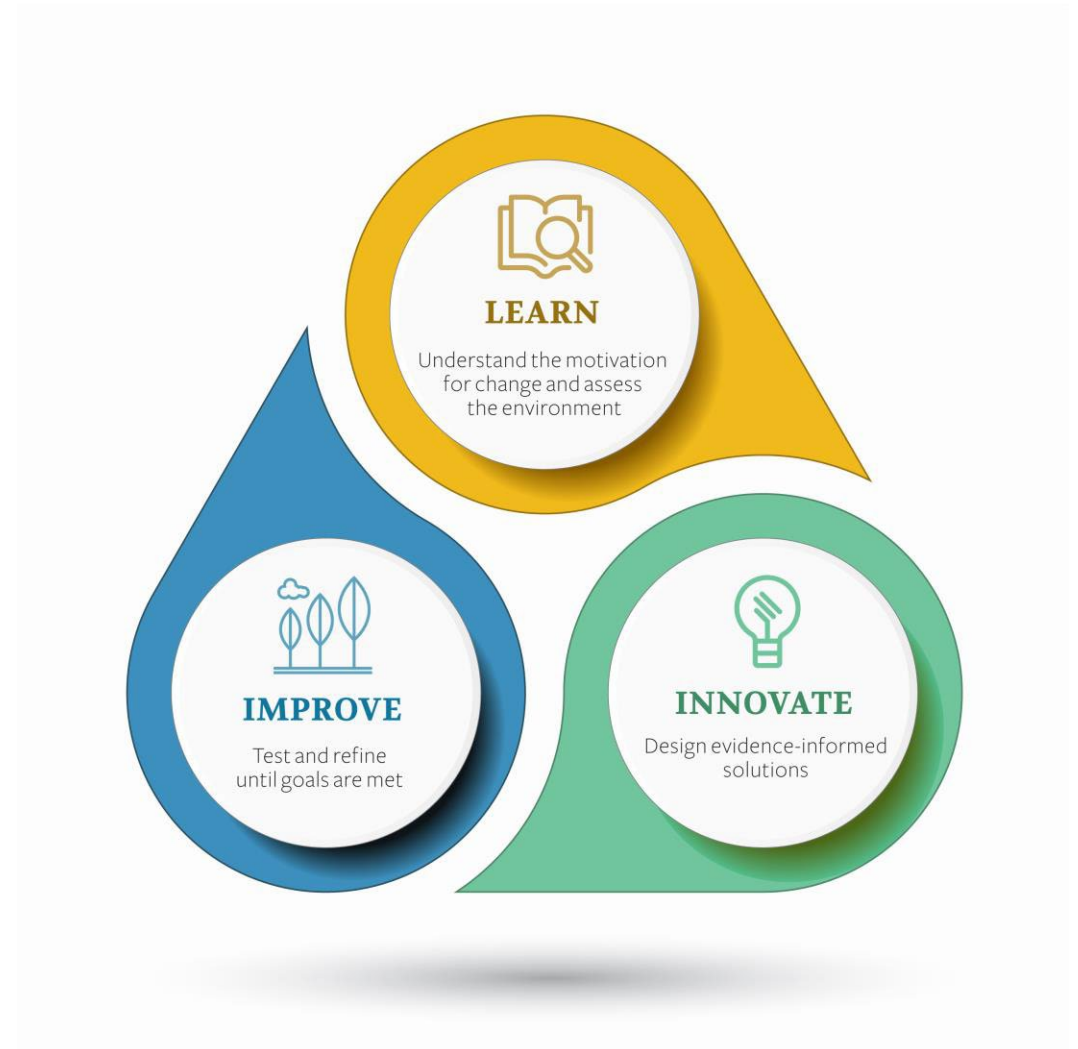 LEARN
Understand the motivation
for change and assess
the environment
IMPROVE
Test and refine
until goals are met
INNOVATE
Design evidence-informed
solutions